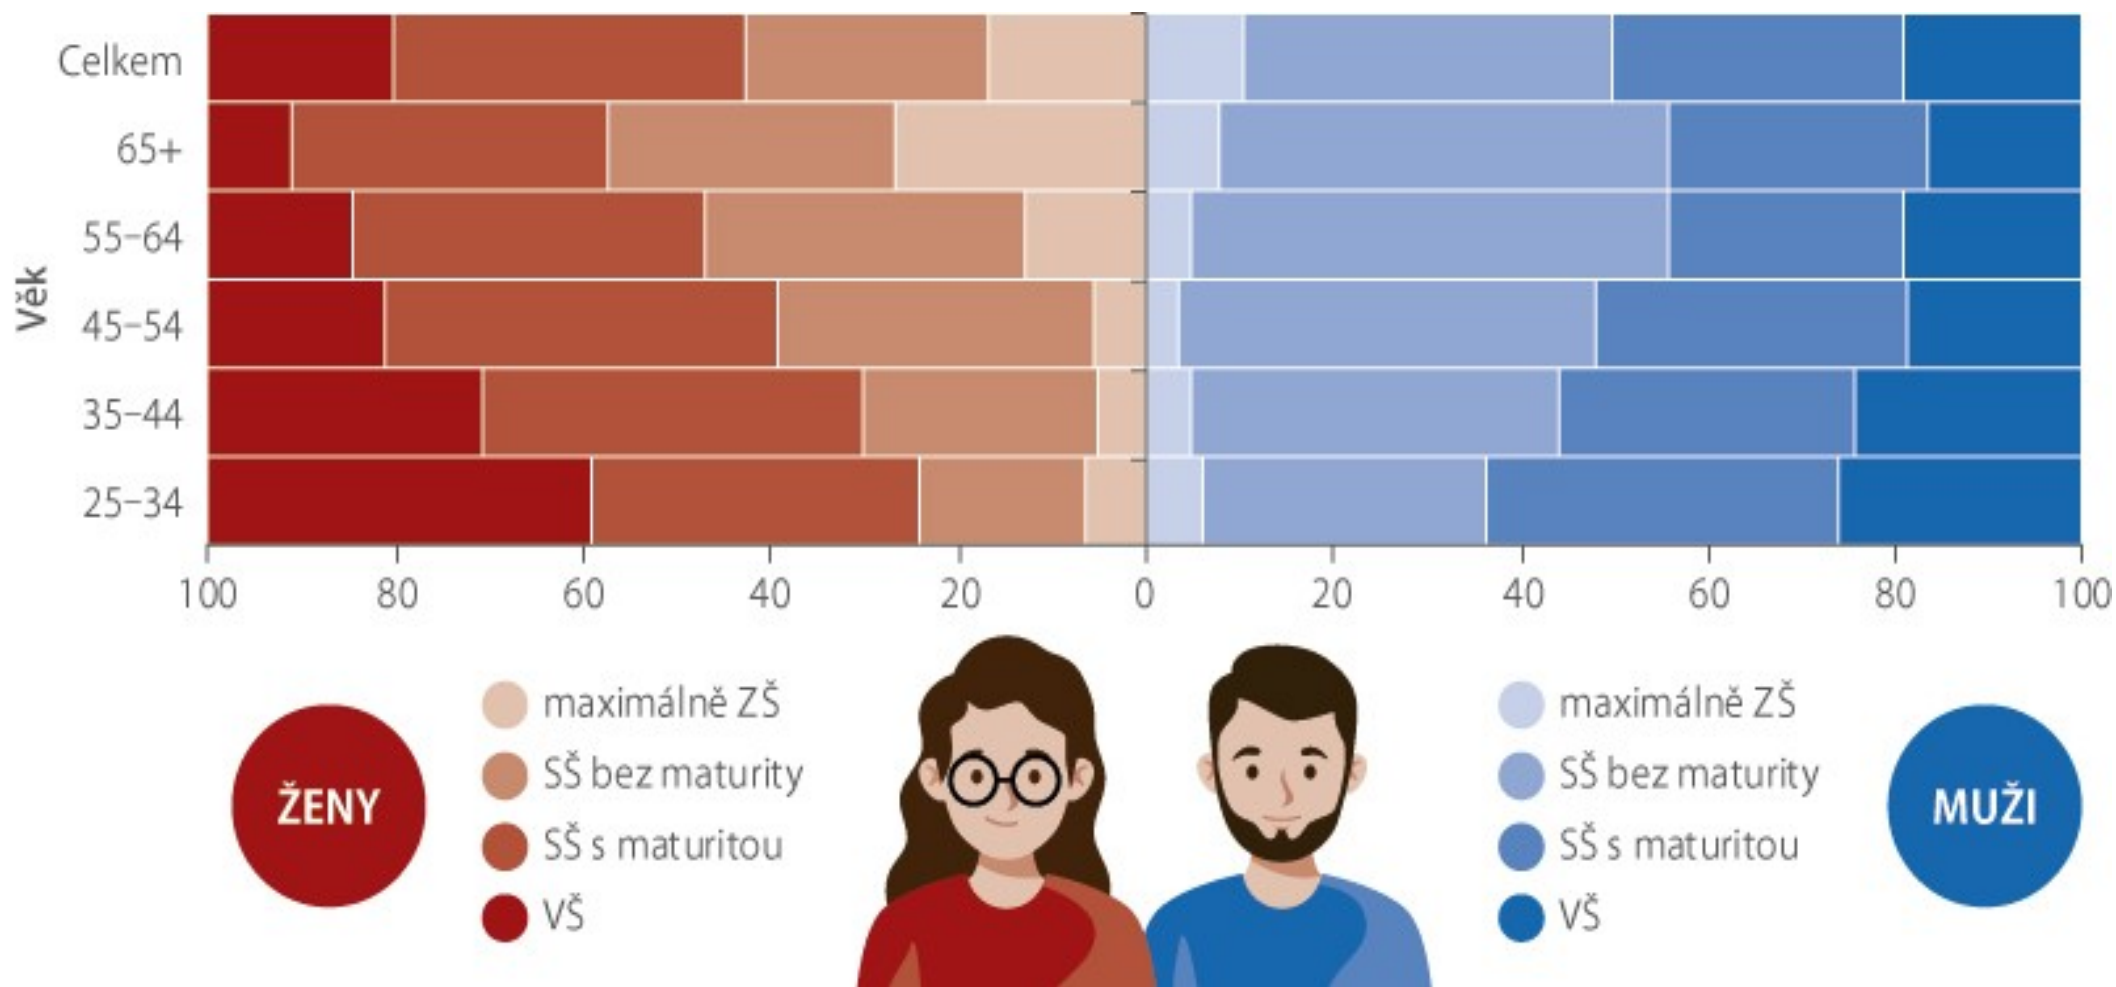 Věk
Celkem
65+
55–64
45–54
35–44
25–34
100 80 60 40 20 0 20 40 60 80 100
ŽENY
maximálně ZŠ
SŠ bez maturity
SŠ s maturitou
VŠ
maximálně ZŠ
SŠ bez maturity
SŠ s maturitou
VŠ
MUŽI